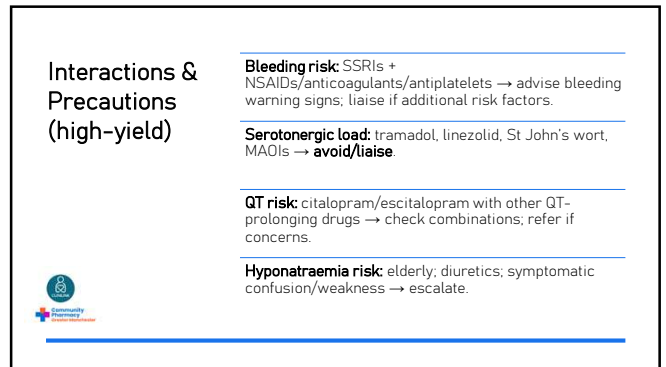 Interactions &
Precautions
(high-yield)
Bleeding risk: SSRIs +
NSAIDs/anticoagulants/antiplatelets → advise bleeding
warning signs; liaise if additional risk factors.
Serotonergic load: tramadol, linezolid, St John's wort,
MAOIs → avoid/liaise.
QT risk: citalopram/escitalopram with other QT-
prolonging drugs → check combinations; refer if
concerns.
Hyponatraemia risk: elderly; diuretics; symptomatic
confusion/weakness → escalate.
Community
Pharmacy
Greater Manchester